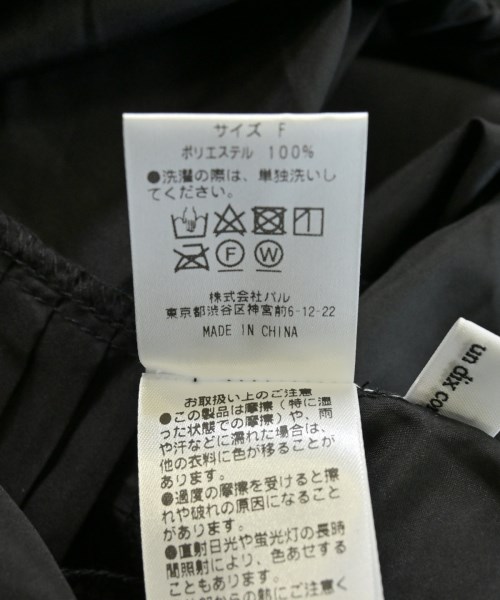 サイズ F
ポリエステル 100%
●洗濯の際は、単独洗いし
てください。
F W
株式会社パル
東京都渋谷区神宮前6-12-22
MADE IN CHINA
un dix co
お取扱い上のご注意
●この製品は摩擦（特に湿
った状態での摩擦）や、雨
や汗などに濡れた場合は、
他の衣料に色が移ることが
あります。
●過度の摩擦を受けると擦
れや破れの原因になること
があります。
●直射日光や蛍光灯の長時
間照射により、色あせする
こともあります。